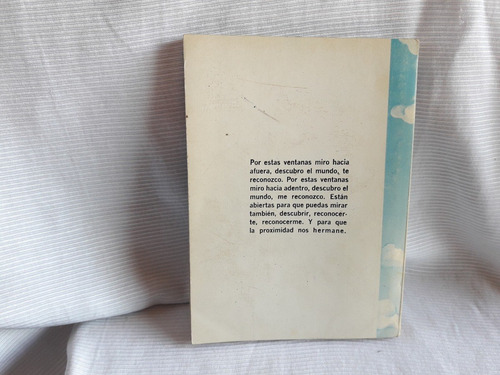 Por estas ventanas miro hacia
afuera, descubro el mundo, te
reconozco. Por estas ventanas
miro hacia adentro, descubro el
mundo, me reconozco. Están
abiertas para que puedas mirar
también, descubrir, reconocer-
te, reconocerme. Y para que
la proximidad nos hermane.